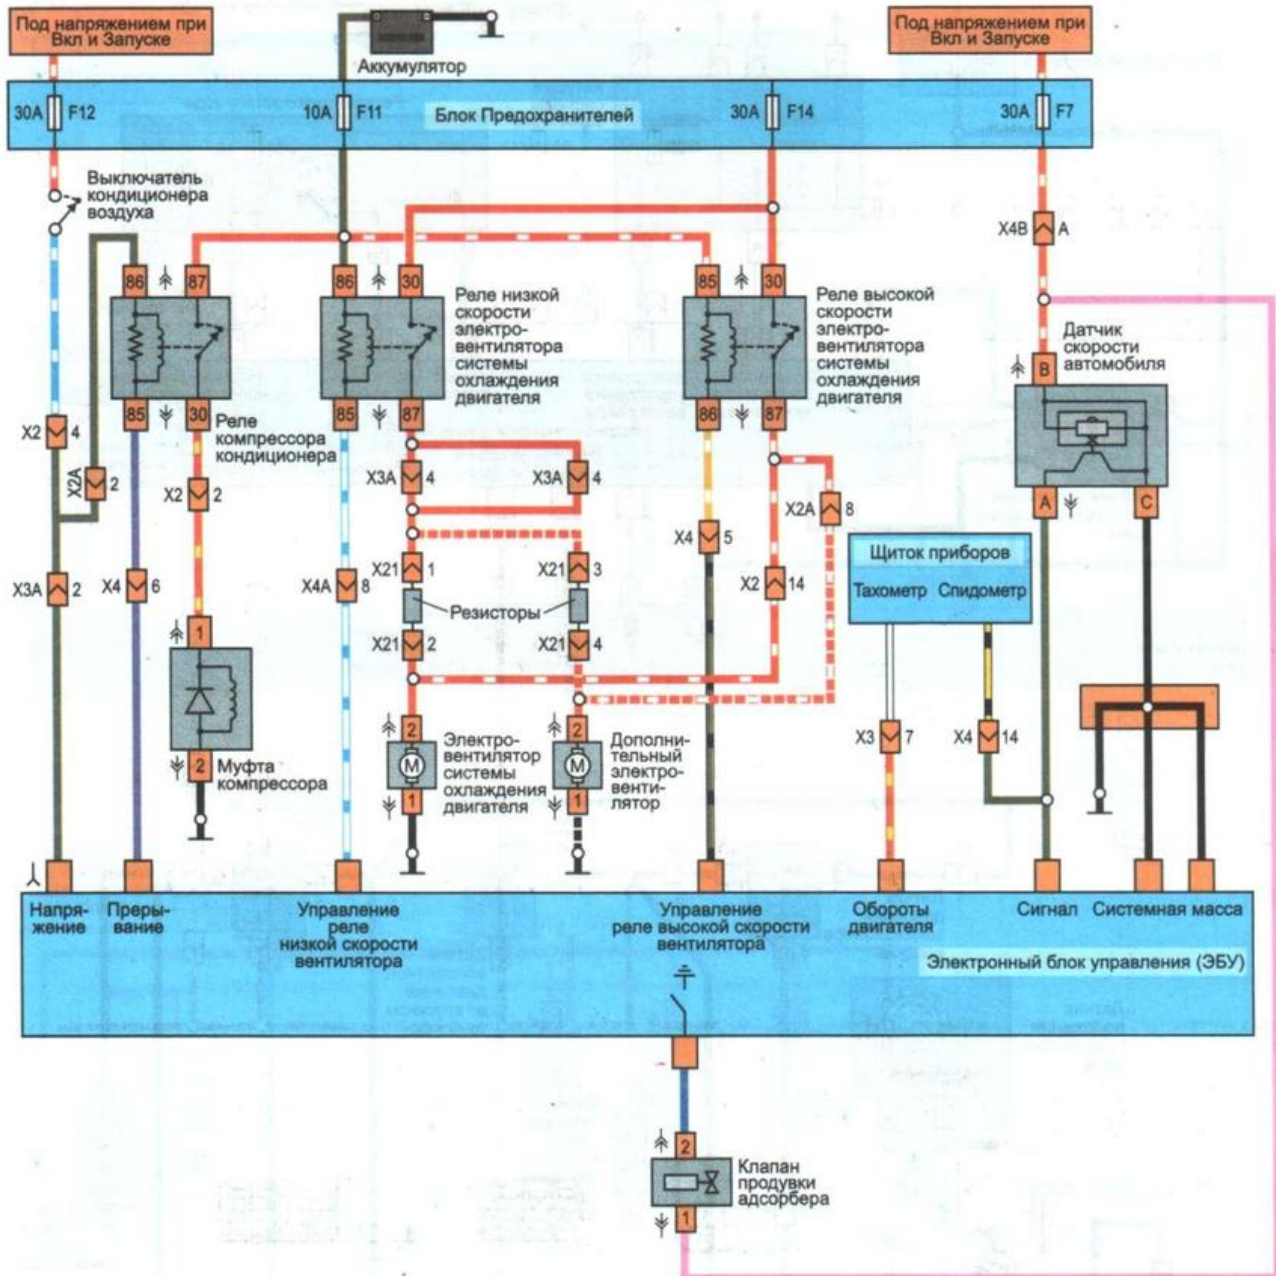 Под напряжением при
Вкл и Запуске
Аккумулятор
Под напряжением при
Вкл и Запуске
30А F12
10А F11
Блок Предохранителей
30А F14
30А F7
Выключатель
кондиционера
воздуха
X4B A
86 87
86 30
85 30
Реле низкой
скорости
электро-
вентилятора
системы
охлаждения
двигателя
Реле высокой
скорости
электро-
вентилятора
системы
охлаждения
двигателя
Датчик
скорости
автомобиля
B
85 30
85 87
86 87
Реле
компрессора
кондиционера
X2 4
X2A 2
X2 2
X3A 4
X3A 4
X2A 8
A C
X4 5
Щиток приборов
Тахометр Спидометр
X3A 2
X4 6
X4A 8
X21 1
X21 3
X2 14
Резисторы
X21 2
X21 4
1
2
Муфта
компрессора
2
M
1
Электро-
вентилятор
системы
охлаждения
двигателя
2
M
1
Дополни-
тельный
электро-
венти-
лятор
X3 7
X4 14
Напря-
жение
Преры-
вание
Управление
реле
низкой скорости
вентилятора
Управление
реле высокой скорости
вентилятора
Обороты
двигателя
Сигнал
Системная масса
Электронный блок управления (ЭБУ)
2
Клапан
продувки
адсорбера
1